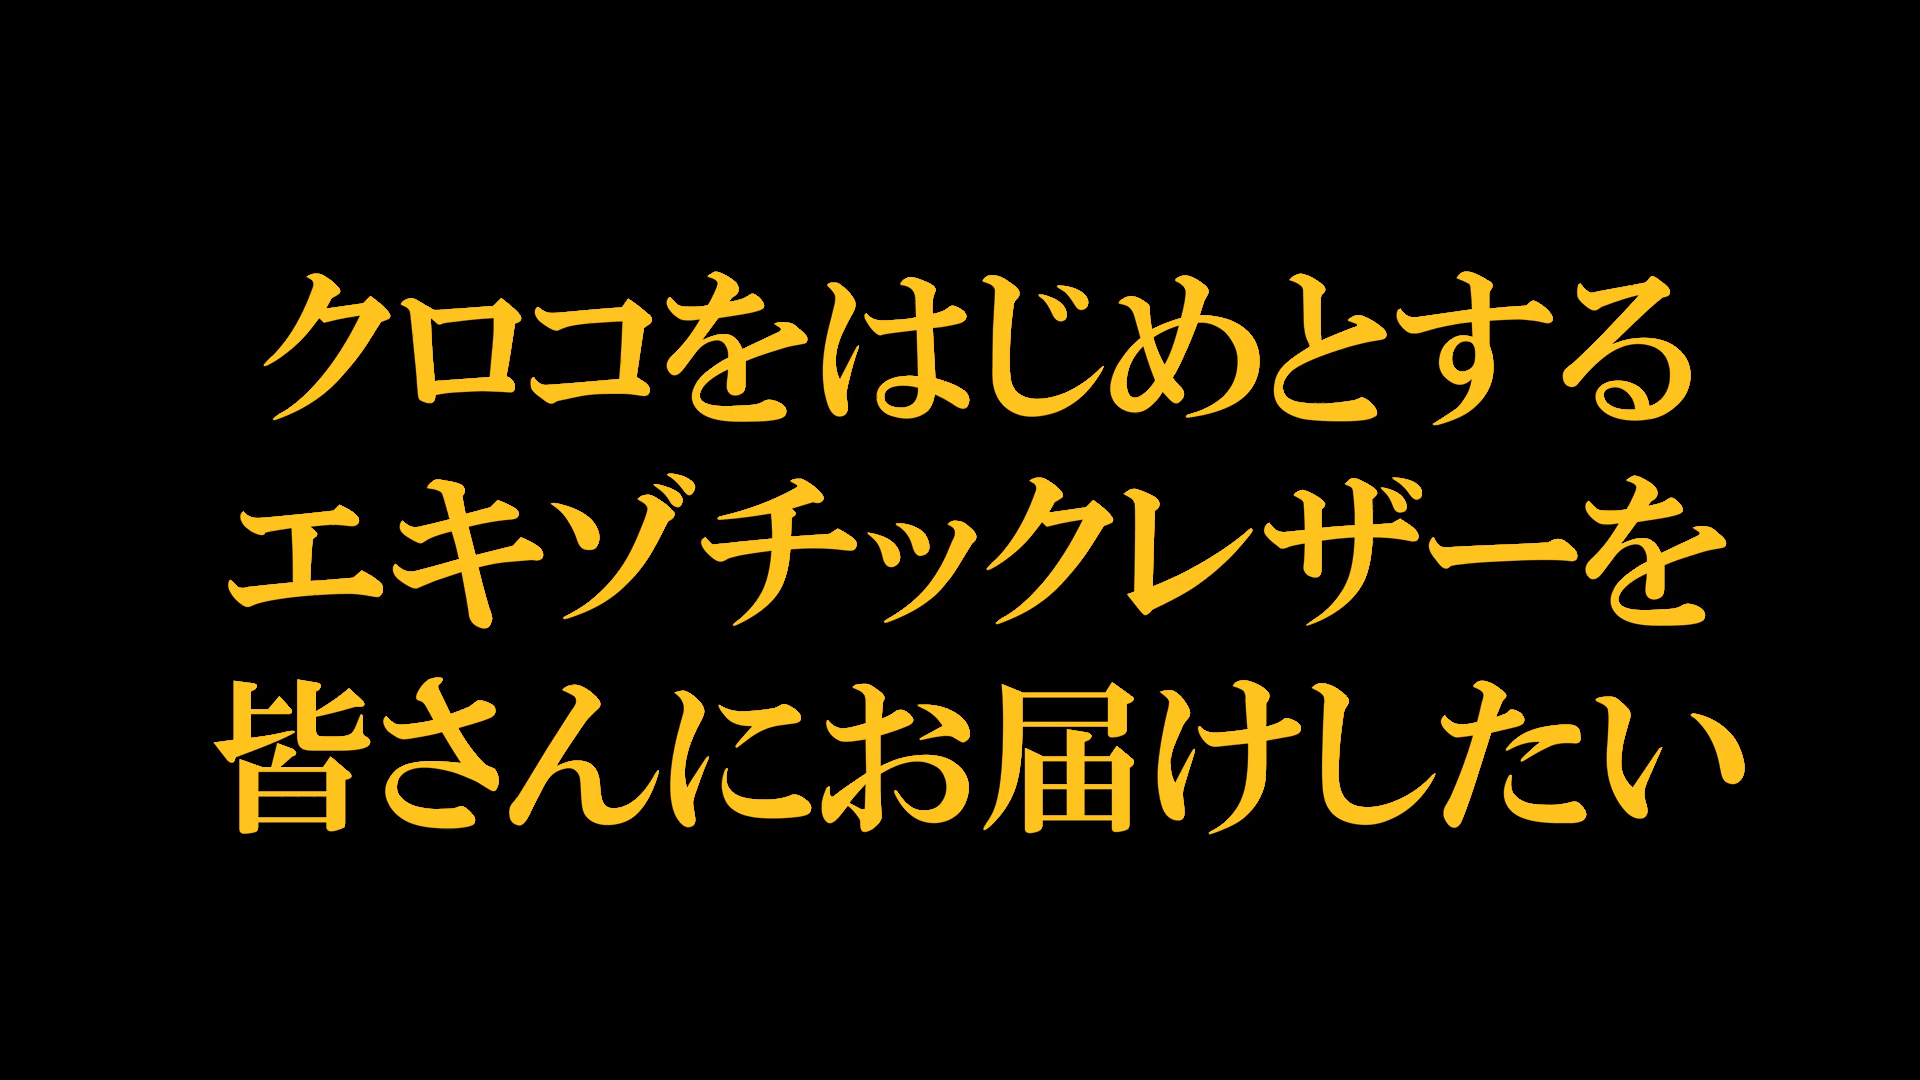 クロコをはじめとする
エキゾチックレザーを
皆さんにお届けしたい